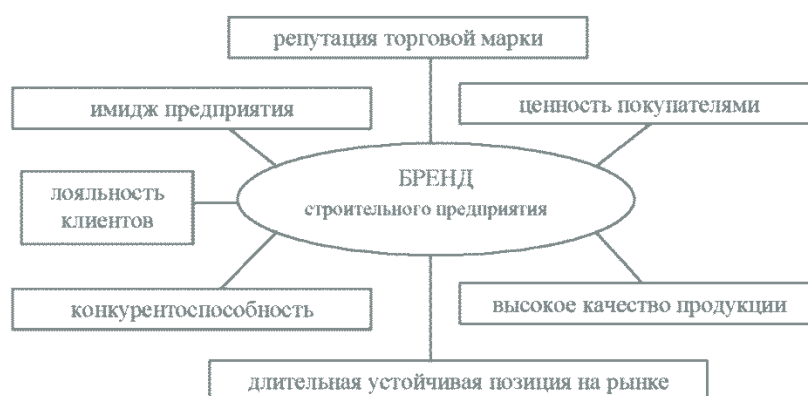 репутация торговой марки
имидж предприятия
ценность покупателями
БРЕНД
строительного предприятия
лояльность
клиентов
конкурентоспособность
высокое качество продукции
длительная устойчивая позиция на рынке